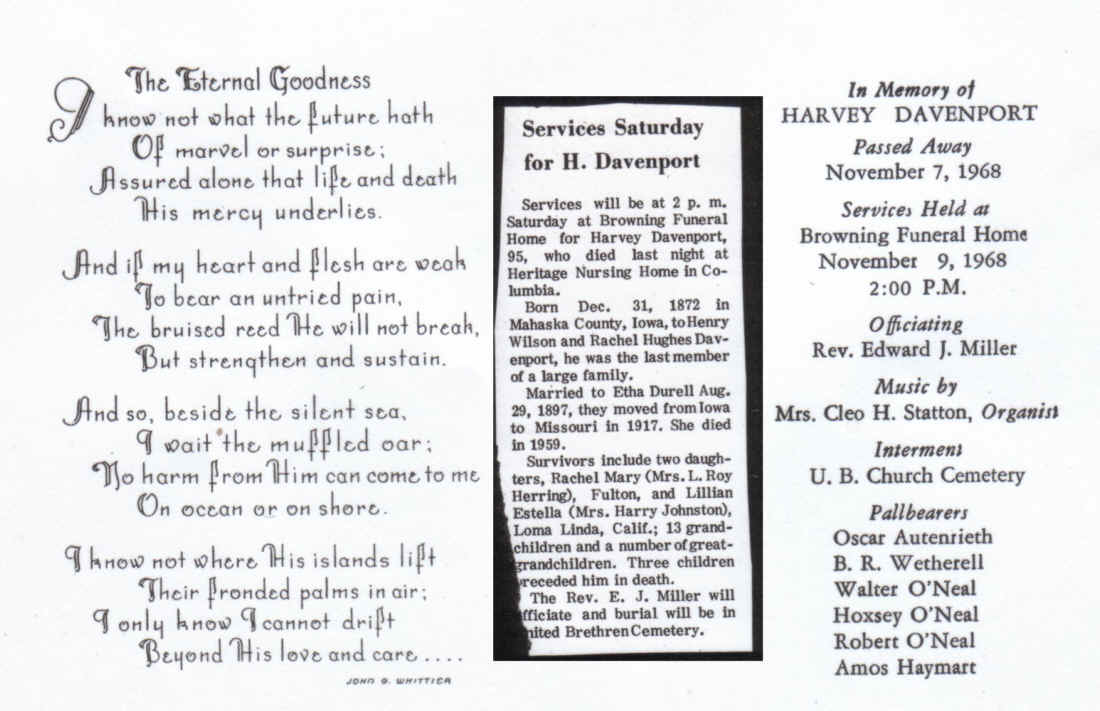 The Eternal Goodness
I know not what the future hath
Of marvel or surprise;
Assured alone that life and death
His mercy underlies.
And if my heart and flesh are weak
To bear an untried pain,
The bruised reed He will not break,
But strengthen and sustain.
And so, beside the silent sea,
I wait the muffled oar;
No harm from Him can come to me
On ocean or on shore.
I know not where His islands lift
Their fronded palms in air;
I only know I cannot drift
Beyond His love and care ....
JOHN G. WHITTIER
Services Saturday
for H. Davenport
Services will be at 2 p. m.
Saturday at Browning Funeral
Home for Harvey Davenport,
95, who died last night at
Heritage Nursing Home in Co-
lumbia.
Born Dec. 31, 1872 in
Mahaska County, Iowa, to Henry
Wilson and Rachel Hughes Dav-
enport, he was the last member
of a large family.
Married to Etha Durell Aug.
29, 1897, they moved from Iowa
to Missouri in 1917. She died
in 1959.
Survivors include two daugh-
ters, Rachel Mary (Mrs. L. Roy
Herring), Fulton, and Lillian
Estella (Mrs. Harry Johnston),
Loma Linda, Calif.; 13 grand-
children and a number of great-
grandchildren. Three children
preceded him in death.
The Rev. E. J. Miller will
fficiate and burial will be in
nited Brethren Cemetery.
In Memory of
HARVEY DAVENPORT
Passed Away
November 7, 1968
Services Held at
Browning Funeral Home
November 9, 1968
2:00 P.M.
Officiating
Rev. Edward J. Miller
Music by
Mrs. Cleo H. Statton, Organist
Interment
U. B. Church Cemetery
Pallbearers
Oscar Autenrieth
B. R. Wetherell
Walter O'Neal
Hoxsey O'Neal
Robert O'Neal
Amos Haymart